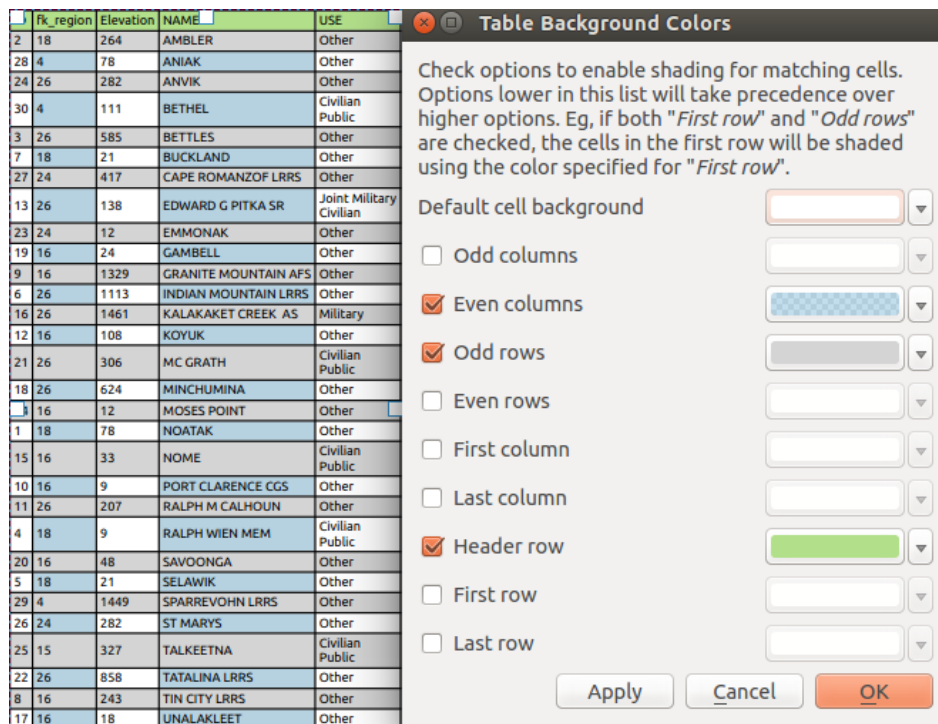 fk_region Elevation NAME USE
2 18 264 AMBLER Other
28 4 78 ANIAK Other
24 26 282 ANVIK Other
30 4 111 BETHEL Civilian Public
3 26 585 BETTLES Other
7 18 21 BUCKLAND Other
27 24 417 CAPE ROMANZOF LRRS Other
13 26 138 EDWARD G PITKA SR Joint Military Civilian
23 24 12 EMMONAK Other
19 16 24 GAMBELL Other
9 16 1329 GRANITE MOUNTAIN AFS Other
6 26 1113 INDIAN MOUNTAIN LRRS Other
16 26 1461 KALAKAKET CREEK AS Military
12 16 108 KOYUK Other
21 26 306 MC GRATH Civilian Public
18 26 624 MINCHUMINA Other
16 12 MOSES POINT Other
1 18 78 NOATAK Other
15 16 33 NOME Civilian Public
10 16 9 PORT CLARENCE CGS Other
11 26 207 RALPH M CALHOUN Other
4 18 9 RALPH WIEN MEM Civilian Public
20 16 48 SAVOONGA Other
5 18 21 SELAWIK Other
29 4 1449 SPARREVOHN LRRS Other
26 24 282 ST MARYS Other
25 15 327 TALKEETNA Civilian Public
22 26 858 TATALINA LRRS Other
8 16 243 TIN CITY LRRS Other
17 16 18 UNALAKLEET Other
Table Background Colors
Check options to enable shading for matching cells.
Options lower in this list will take precedence over
higher options. Eg, if both "First row" and "Odd rows"
are checked, the cells in the first row will be shaded
using the color specified for "First row".
Default cell background
Odd columns
Even columns
Odd rows
Even rows
First column
Last column
Header row
First row
Last row
Apply Cancel OK